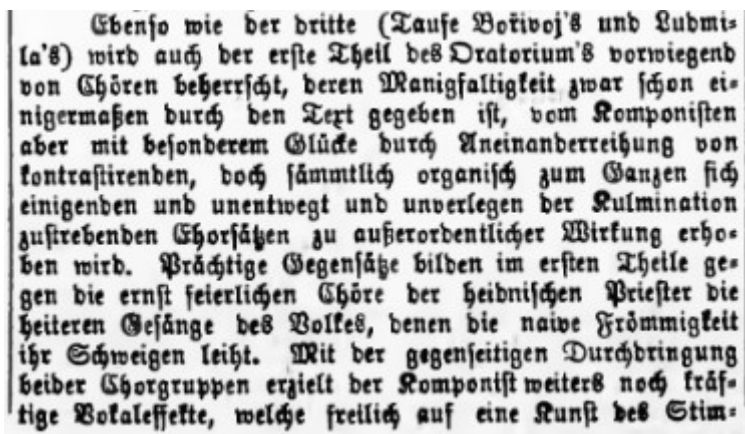 Ebenso wie der dritte (Taufe Bořivoj's und Ludmi-
la's) wird auch der erste Theil des Oratorium's vorwiegend
von Chören beherrscht, deren Manigfaltigkeit zwar schon ei-
nigermaßen durch den Text gegeben ist, vom Komponisten
aber mit besonderem Glücke durch Aneinanderreihung von
kontrastirenden, doch sämmtlich organisch zum Ganzen sich
einigenden und unentwegt und unverlegen der Kulmination
zustrebenden Chorsätzen zu außerordentlicher Wirkung erho-
ben wird. Prächtige Gegensätze bilden im ersten Theile ge-
gen die ernst feierlichen Chöre der heidnischen Priester die
heiteren Gesänge des Volkes, denen die naive Frömmigkeit
ihr Schweigen leiht. Mit der gegenseitigen Durchbringung
beider Chorgruppen erzielt der Komponist weiters noch kräf-
tige Vokaleffekte, welche freilich auf eine Kunst des Stim-